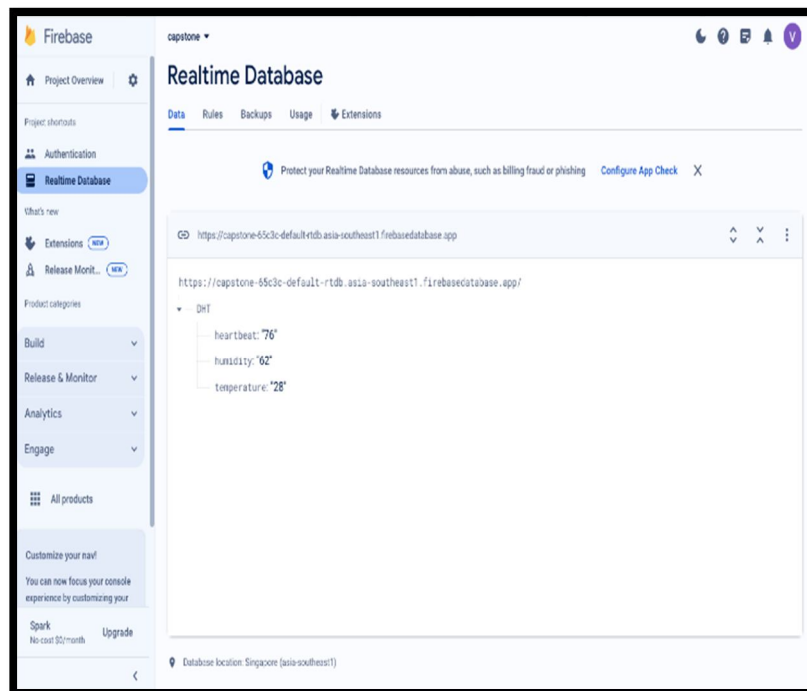 Firebase
Project Overview
Project shortcuts
Authentication
Realtime Database
What's new
Extensions NEW
Release Monit... NEW
Product categories
Build
Release & Monitor
Analytics
Engage
All products
Customize your nav!
You can now focus your console
experience by customizing your
Spark
No-cost $0/month
Upgrade
capstone
V
Realtime Database
Data Rules Backups Usage Extensions
Protect your Realtime Database resources from abuse, such as billing fraud or phishing Configure App Check X
https://capstone-65c3c-default-rtdb.asia-southeast1.firebasedatabase.app
https://capstone-65c3c-default-rtdb.asia-southeast1.firebasedatabase.app/
DHT
heartbeat: "76"
humidity: "62"
temperature: "28"
Database location: Singapore (asia-southeast1)